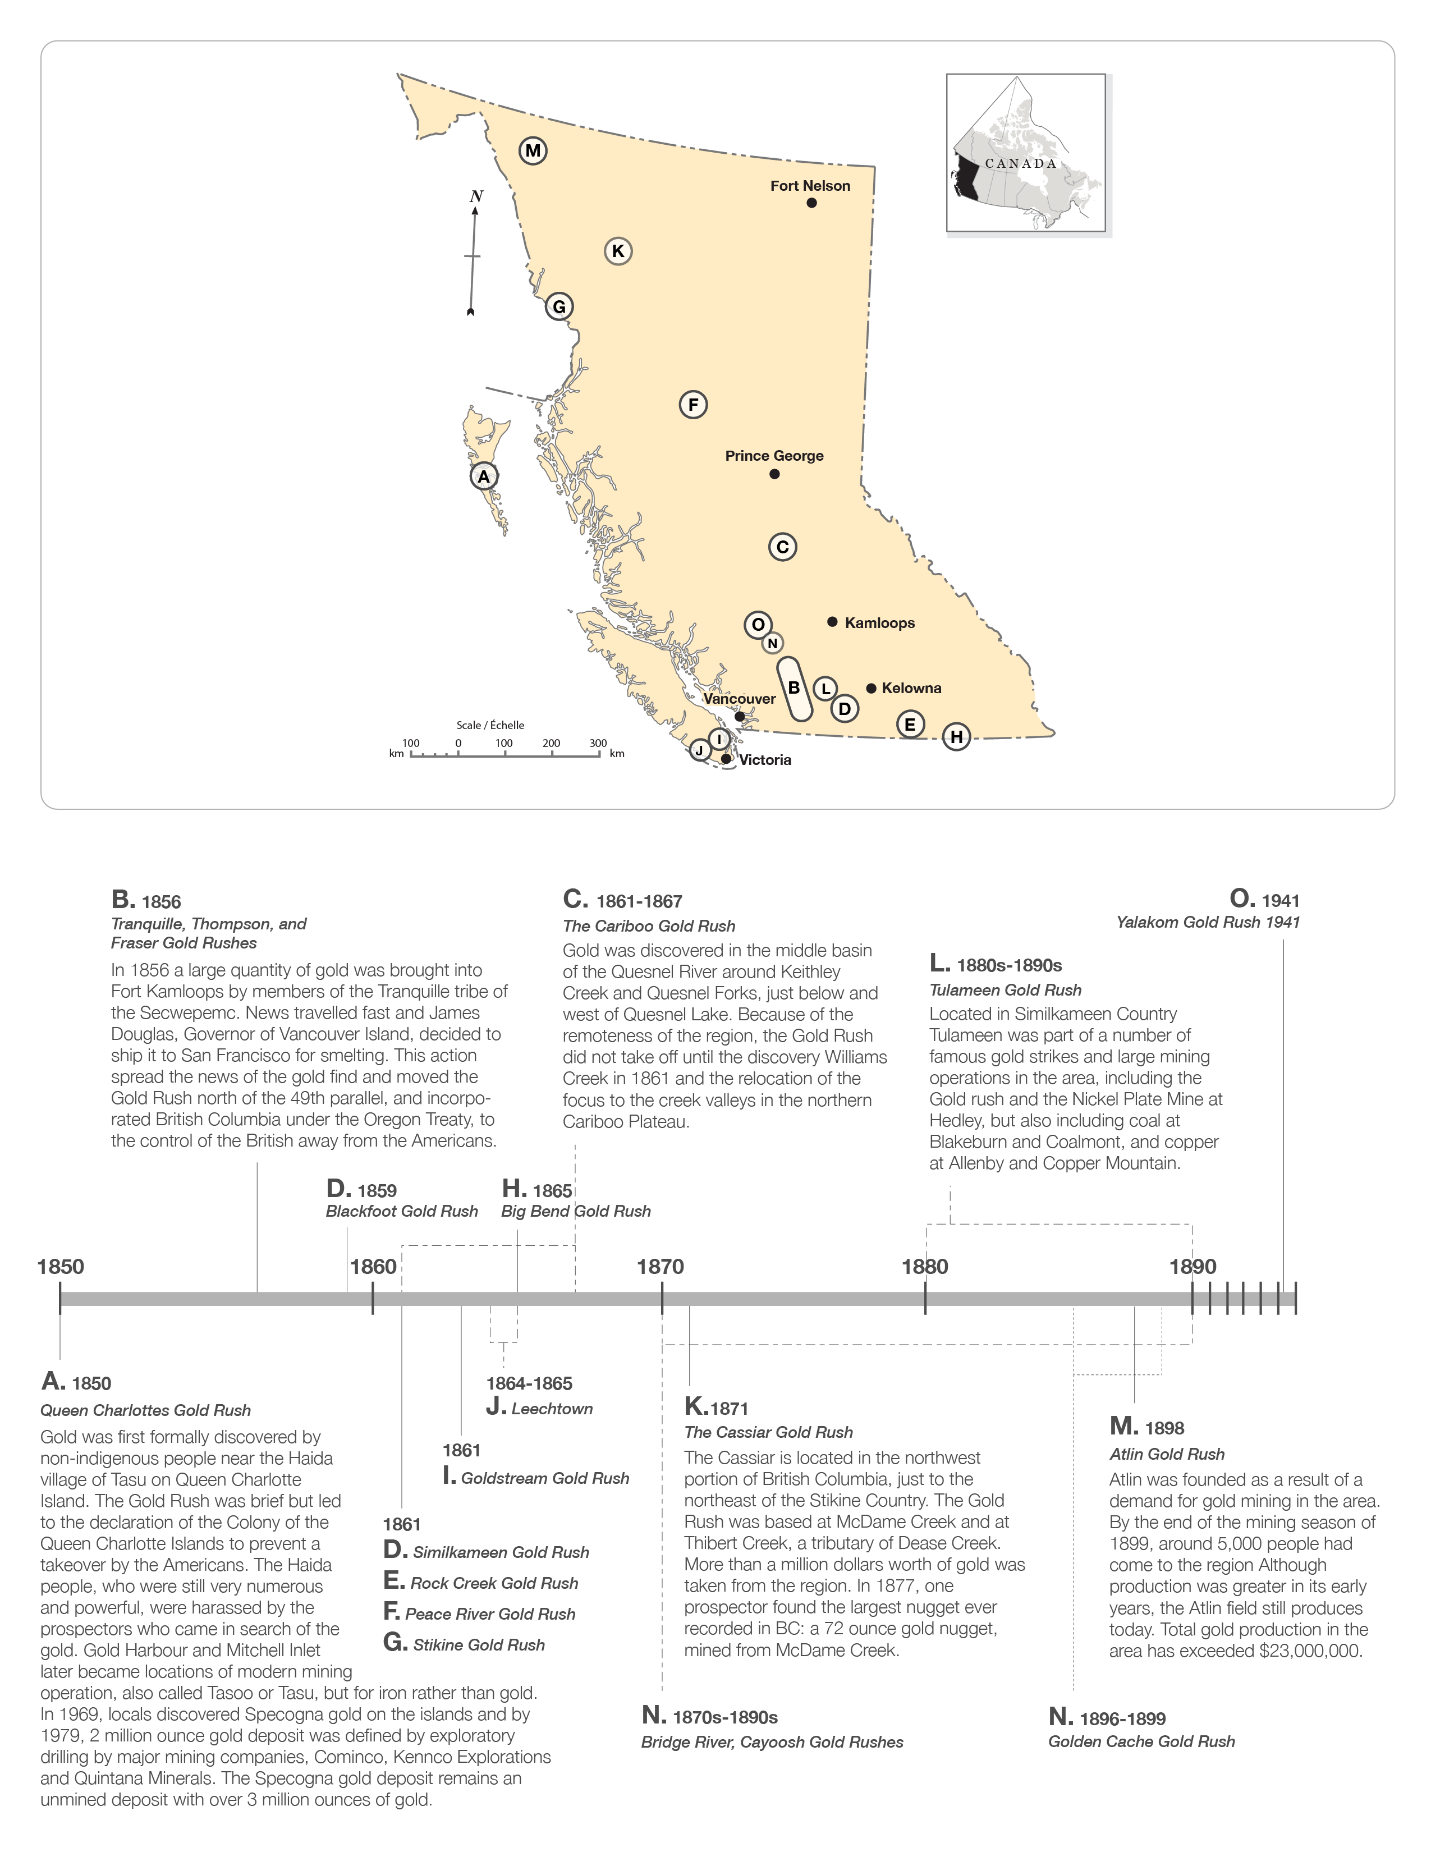 CANADA
M
Fort Nelson
N
K
G
F
Prince George
A
C
O
Kamloops
N
B
L
Kelowna
Vancouver
D
E
Scale / Échelle
I
H
100 0 100 200 300
km km
J
Victoria
B. 1856
Tranquille, Thompson, and
Fraser Gold Rushes
In 1856 a large quantity of gold was brought into
Fort Kamloops by members of the Tranquille tribe of
the Secwepemc. News travelled fast and James
Douglas, Governor of Vancouver Island, decided to
ship it to San Francisco for smelting. This action
spread the news of the gold find and moved the
Gold Rush north of the 49th parallel, and incorpo-
rated British Columbia under the Oregon Treaty, to
the control of the British away from the Americans.
C. 1861-1867
The Cariboo Gold Rush
Gold was discovered in the middle basin
of the Quesnel River around Keithley
Creek and Quesnel Forks, just below and
west of Quesnel Lake. Because of the
remoteness of the region, the Gold Rush
did not take off until the discovery Williams
Creek in 1861 and the relocation of the
focus to the creek valleys in the northern
Cariboo Plateau.
O. 1941
Yalakom Gold Rush 1941
L. 1880s-1890s
Tulameen Gold Rush
Located in Similkameen Country
Tulameen was part of a number of
famous gold strikes and large mining
operations in the area, including the
Gold rush and the Nickel Plate Mine at
Hedley, but also including coal at
Blakeburn and Coalmont, and copper
at Allenby and Copper Mountain.
D. 1859
Blackfoot Gold Rush
H. 1865
Big Bend Gold Rush
1850 1860 1870 1880 1890
A. 1850
Queen Charlottes Gold Rush
Gold was first formally discovered by
non-indigenous people near the Haida
village of Tasu on Queen Charlotte
Island. The Gold Rush was brief but led
to the declaration of the Colony of the
Queen Charlotte Islands to prevent a
takeover by the Americans. The Haida
people, who were still very numerous
and powerful, were harassed by the
prospectors who came in search of the
gold. Gold Harbour and Mitchell Inlet
later became locations of modern mining
operation, also called Tasoo or Tasu, but for iron rather than gold.
In 1969, locals discovered Specogna gold on the islands and by
1979, 2 million ounce gold deposit was defined by exploratory
drilling by major mining companies, Cominco, Kennco Explorations
and Quintana Minerals. The Specogna gold deposit remains an
unmined deposit with over 3 million ounces of gold.
1864-1865
J. Leechtown
1861
I. Goldstream Gold Rush
1861
D. Similkameen Gold Rush
E. Rock Creek Gold Rush
F. Peace River Gold Rush
G. Stikine Gold Rush
K.1871
The Cassiar Gold Rush
The Cassiar is located in the northwest
portion of British Columbia, just to the
northeast of the Stikine Country. The Gold
Rush was based at McDame Creek and at
Thibert Creek, a tributary of Dease Creek.
More than a million dollars worth of gold was
taken from the region. In 1877, one
prospector found the largest nugget ever
recorded in BC: a 72 ounce gold nugget,
mined from McDame Creek.
M. 1898
Atlin Gold Rush
Atlin was founded as a result of a
demand for gold mining in the area.
By the end of the mining season of
1899, around 5,000 people had
come to the region Although
production was greater in its early
years, the Atlin field still produces
today. Total gold production in the
area has exceeded $23,000,000.
N. 1870s-1890s
Bridge River, Cayoosh Gold Rushes
N. 1896-1899
Golden Cache Gold Rush